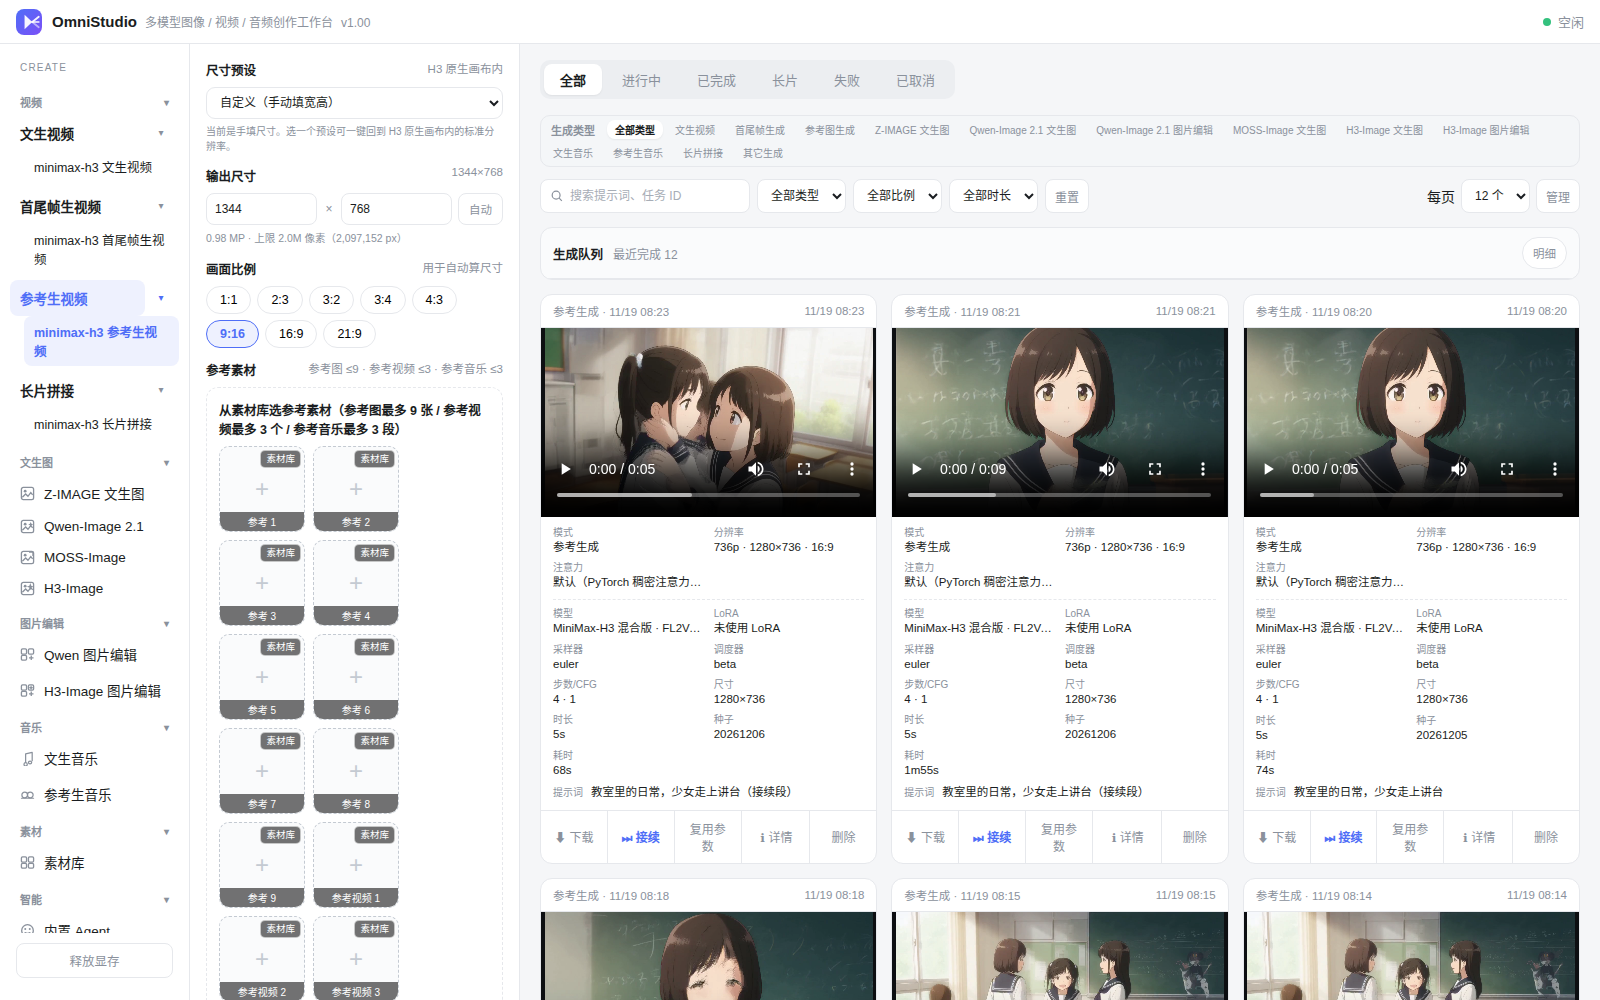 OmniStudio 多模型图像 / 视频 / 音频创作工作台 v1.00
空闲
CREATE
视频
文生视频
minimax-h3 文生视频
首尾帧生视频
minimax-h3 首尾帧生视
频
参考生视频
minimax-h3 参考生视
频
长片拼接
minimax-h3 长片拼接
文生图
Z-IMAGE 文生图
Qwen-Image 2.1
MOSS-Image
H3-Image
图片编辑
Qwen 图片编辑
H3-Image 图片编辑
音乐
文生音乐
参考生音乐
素材
素材库
智能
内置 Agent
释放显存
尺寸预设 H3 原生画布内
自定义（手动填宽高）
当前是手填尺寸。选一个预设可一键回到 H3 原生画布内的标准分
辨率。
输出尺寸 1344×768
1344 × 768 自动
0.98 MP · 上限 2.0M 像素（2,097,152 px）
画面比例 用于自动算尺寸
1:1 2:3 3:2 3:4 4:3
9:16 16:9 21:9
参考素材 参考图 ≤9 · 参考视频 ≤3 · 参考音乐 ≤3
从素材库选参考素材（参考图最多 9 张 / 参考视
频最多 3 个 / 参考音乐最多 3 段）
素材库 素材库
参考 1 参考 2
素材库 素材库
参考 3 参考 4
素材库 素材库
参考 5 参考 6
素材库 素材库
参考 7 参考 8
素材库 素材库
参考 9 参考视频 1
素材库 素材库
参考视频 2 参考视频 3
全部 进行中 已完成 长片 失败 已取消
生成类型 全部类型 文生视频 首尾帧生成 参考图生成 Z-IMAGE 文生图 Qwen-Image 2.1 文生图 Qwen-Image 2.1 图片编辑 MOSS-Image 文生图 H3-Image 文生图 H3-Image 图片编辑
文生音乐 参考生音乐 长片拼接 其它生成
搜索提示词、任务 ID 全部类型 全部比例 全部时长 重置 每页 12 个 管理
生成队列 最近完成 12 明细
参考生成 · 11/19 08:23 11/19 08:23
0:00 / 0:05
模式 分辨率
参考生成 736p · 1280×736 · 16:9
注意力
默认（PyTorch 稠密注意力…
模型 LoRA
MiniMax-H3 混合版 · FL2V… 未使用 LoRA
采样器 调度器
euler beta
步数/CFG 尺寸
4 · 1 1280×736
时长 种子
5s 20261206
耗时
68s
提示词 教室里的日常，少女走上讲台（接续段）
下载 接续 复用参
数 详情 删除
参考生成 · 11/19 08:21 11/19 08:21
0:00 / 0:09
模式 分辨率
参考生成 736p · 1280×736 · 16:9
注意力
默认（PyTorch 稠密注意力…
模型 LoRA
MiniMax-H3 混合版 · FL2V… 未使用 LoRA
采样器 调度器
euler beta
步数/CFG 尺寸
4 · 1 1280×736
时长 种子
5s 20261206
耗时
1m55s
提示词 教室里的日常，少女走上讲台（接续段）
下载 接续 复用参
数 详情 删除
参考生成 · 11/19 08:20 11/19 08:20
0:00 / 0:05
模式 分辨率
参考生成 736p · 1280×736 · 16:9
注意力
默认（PyTorch 稠密注意力…
模型 LoRA
MiniMax-H3 混合版 · FL2V… 未使用 LoRA
采样器 调度器
euler beta
步数/CFG 尺寸
4 · 1 1280×736
时长 种子
5s 20261205
耗时
74s
提示词 教室里的日常，少女走上讲台
下载 接续 复用参
数 详情 删除
参考生成 · 11/19 08:18 11/19 08:18
参考生成 · 11/19 08:15 11/19 08:15
参考生成 · 11/19 08:14 11/19 08:14